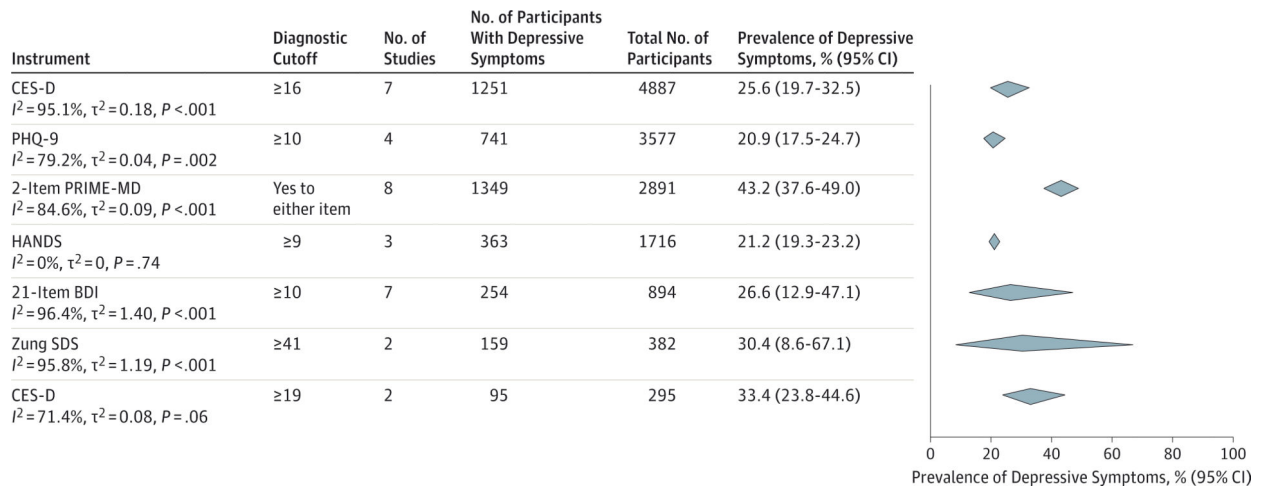 Instrument Diagnostic Cutoff No. of Studies No. of Participants With Depressive Symptoms Total No. of Participants Prevalence of Depressive Symptoms, % (95% CI)
CES-D ≥16 7 1251 4887 25.6 (19.7-32.5)
I² = 95.1%, τ² = 0.18, P < .001
PHQ-9 ≥10 4 741 3577 20.9 (17.5-24.7)
I² = 79.2%, τ² = 0.04, P = .002
2-Item PRIME-MD Yes to either item 8 1349 2891 43.2 (37.6-49.0)
I² = 84.6%, τ² = 0.09, P < .001
HANDS ≥9 3 363 1716 21.2 (19.3-23.2)
I² = 0%, τ² = 0, P = .74
21-Item BDI ≥10 7 254 894 26.6 (12.9-47.1)
I² = 96.4%, τ² = 1.40, P < .001
Zung SDS ≥41 2 159 382 30.4 (8.6-67.1)
I² = 95.8%, τ² = 1.19, P < .001
CES-D ≥19 2 95 295 33.4 (23.8-44.6)
I² = 71.4%, τ² = 0.08, P = .06
0 20 40 60 80 100
Prevalence of Depressive Symptoms, % (95% CI)